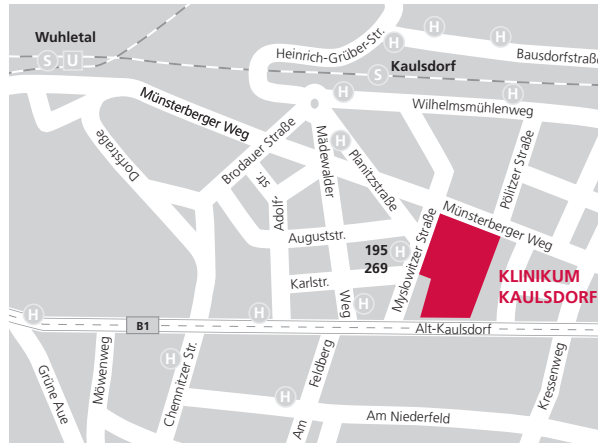 Wuhletal
S U
Heinrich-Grüber-Str.
H
H
H
Bausdorfstraße
S
Kaulsdorf
H
H
Wilhelmsmühlenweg
Münsterberger Weg
Dorfstraße
Brodauer Straße
Mädewalder
Weg
H
Planitzstraße
Adolf-
str.
Pölitzer Straße
Münsterberger Weg
Myslowitzer Straße
Auguststr.
195
269
H
Karlstr.
KLINIKUM
KAULSDORF
H
H
H
B1
Alt-Kaulsdorf
Grüne Aue
Möwenweg
Chemnitzer Str.
H
H
Am Feldberg
Am Niederfeld
Kressenweg